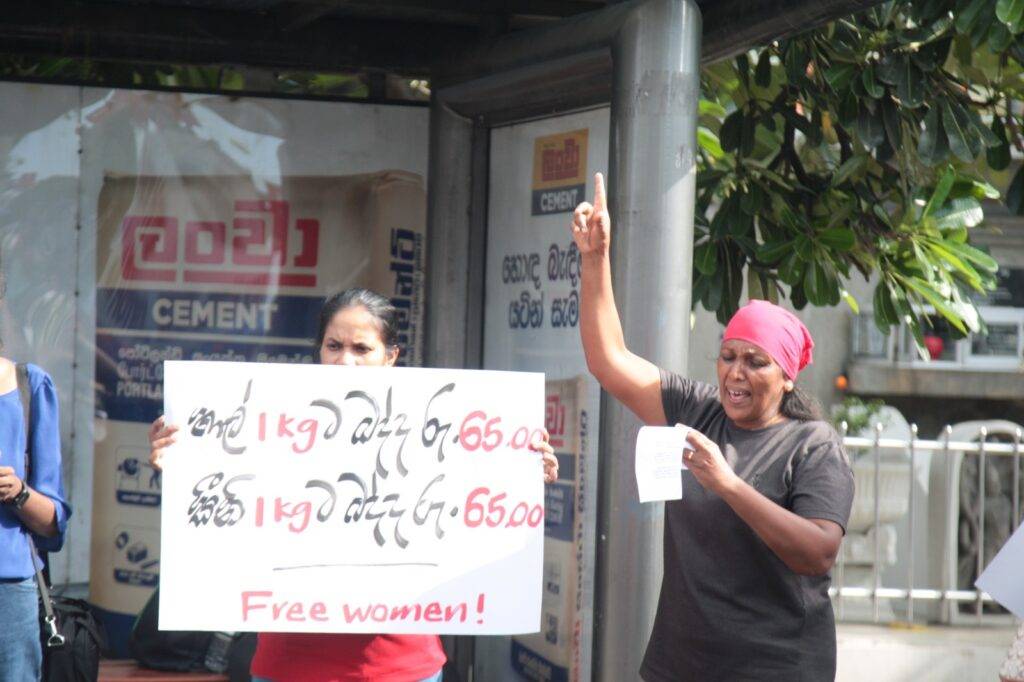 ලංවා
CEMENT
ලංවා
CEMENT
හාල් 1kgට බද්ද රු.65.00
සීනි 1kgට බද්ද රු.65.00
Free women!